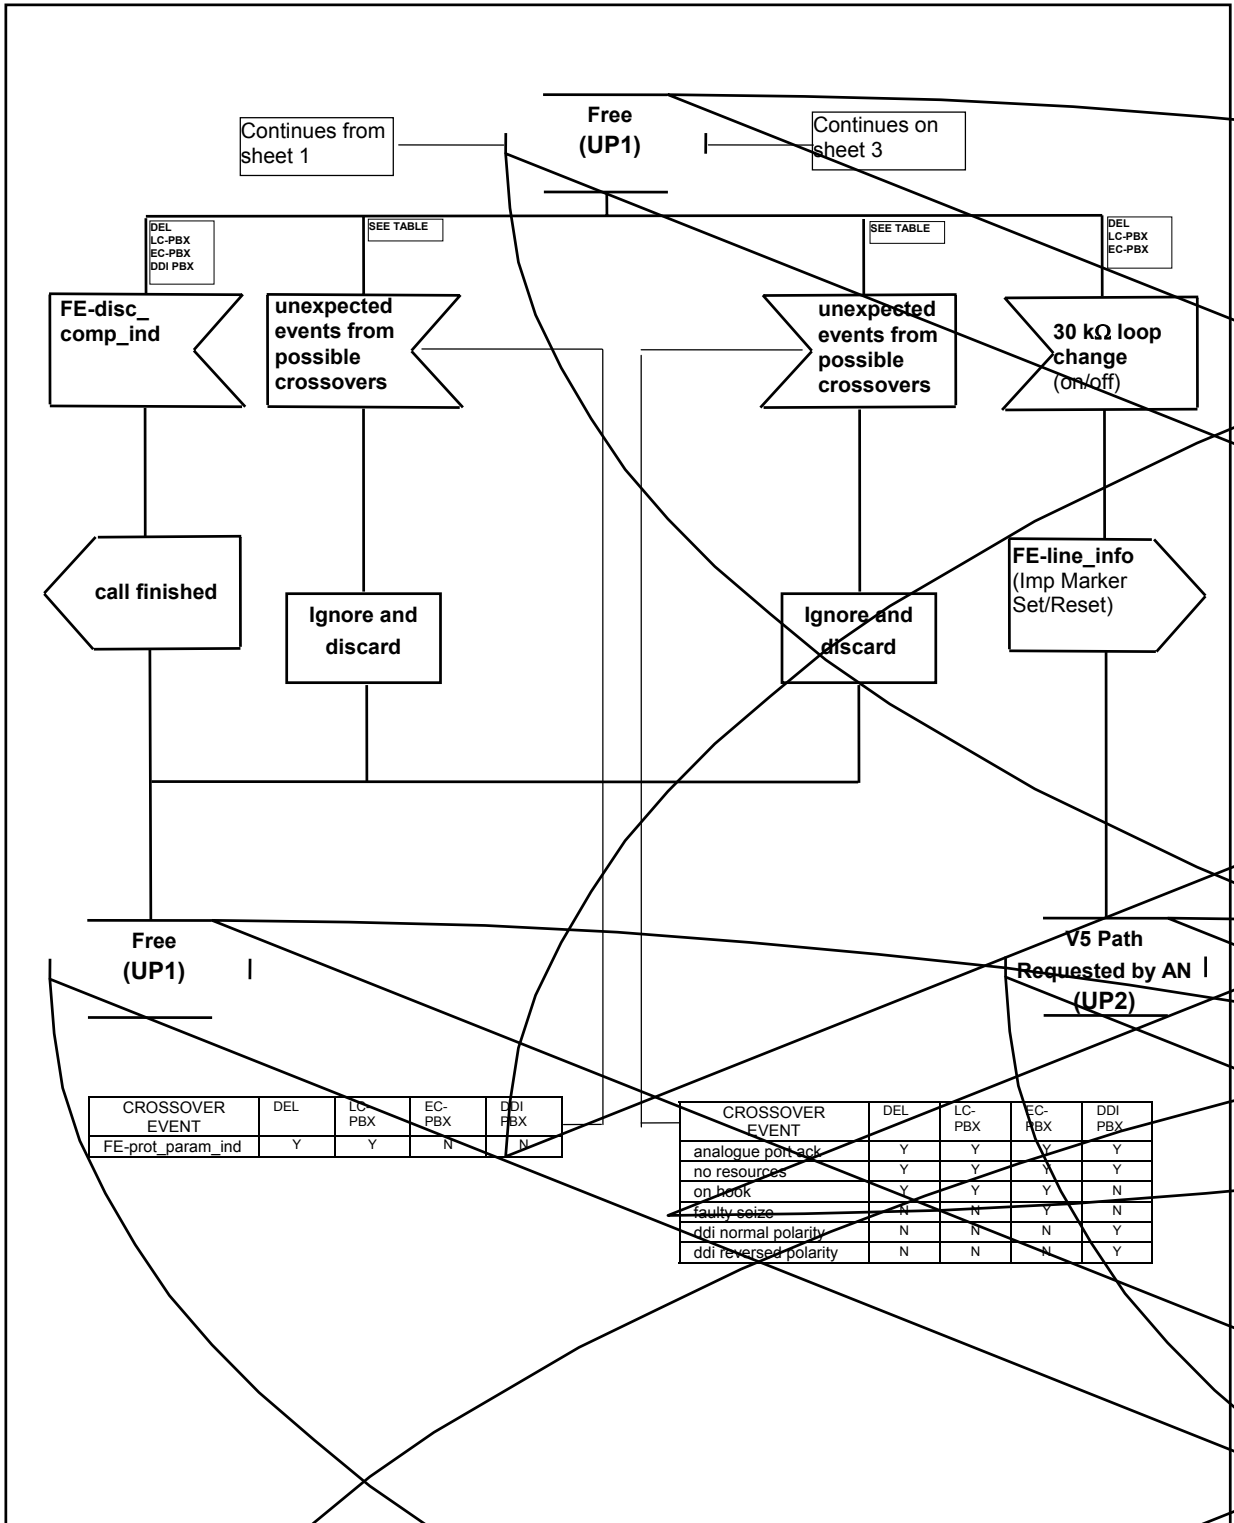 Free
(UP1)
Continues from
sheet 1
Continues on
sheet 3
DEL
LC-PBX
EC-PBX
DDI PBX
SEE TABLE
SEE TABLE
DEL
LC-PBX
EC-PBX
FE-disc_
comp_ind
unexpected
events from
possible
crossovers
unexpected
events from
possible
crossovers
30 kΩ loop
change
(on/off)
call finished
Ignore and
discard
Ignore and
discard
FE-line_info
(Imp Marker
Set/Reset)
Free
(UP1)
V5 Path
Requested by AN
(UP2)
CROSSOVER EVENT DEL LC-PBX EC-PBX DDI PBX
FE-prot_param_ind Y Y N N
CROSSOVER EVENT DEL LC-PBX EC-PBX DDI PBX
analogue port ack Y Y Y Y
no resources Y Y Y Y
on hook Y Y Y N
faulty seize N N Y N
ddi normal polarity N N N Y
ddi reversed polarity N N N Y